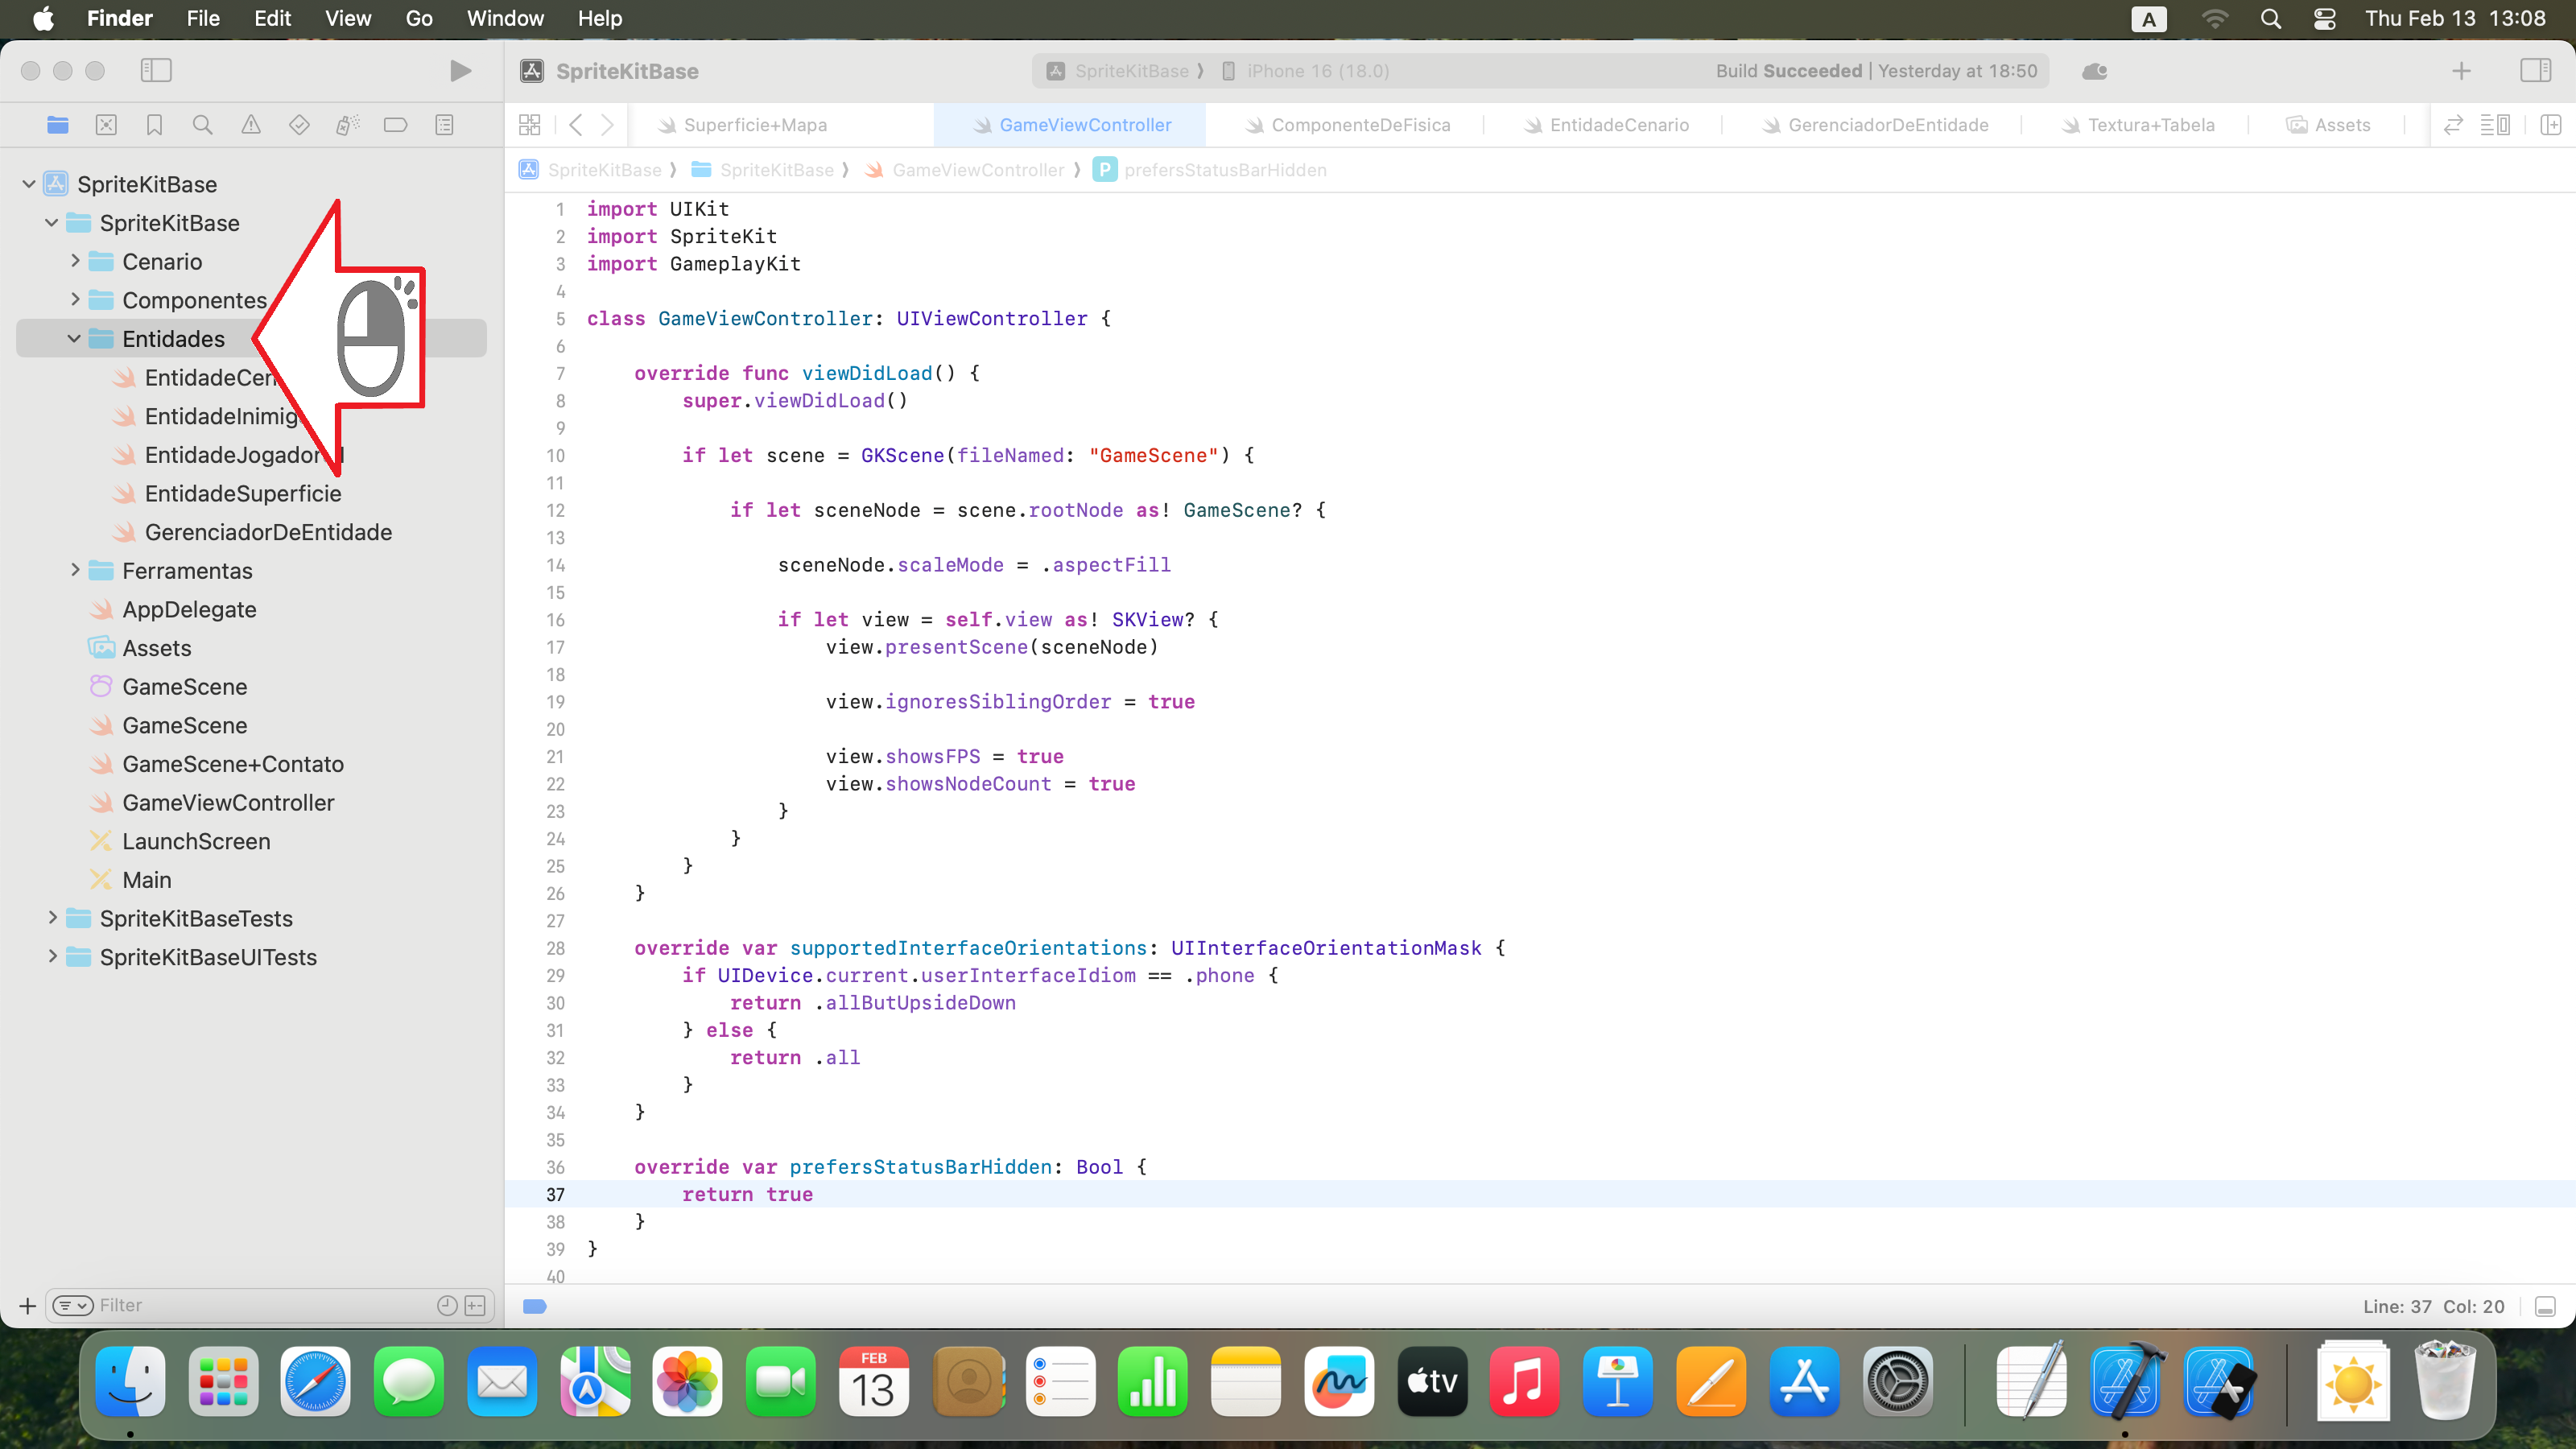 Finder File Edit View Go Window Help A Thu Feb 13 13:08
SpriteKitBase SpriteKitBase ⟩ iPhone 16 (18.0) Build Succeeded | Yesterday at 18:50
Superficie+Mapa GameViewController ComponenteDeFisica EntidadeCenario GerenciadorDeEntidade Textura+Tabela Assets
SpriteKitBase ⟩ SpriteKitBase ⟩ GameViewController ⟩ P prefersStatusBarHidden
SpriteKitBase
SpriteKitBase
Cenario
Componentes
Entidades
EntidadeCen
EntidadeInimig
EntidadeJogador
EntidadeSuperficie
GerenciadorDeEntidade
Ferramentas
AppDelegate
Assets
GameScene
GameScene
GameScene+Contato
GameViewController
LaunchScreen
Main
SpriteKitBaseTests
SpriteKitBaseUITests
Filter
1 import UIKit
2 import SpriteKit
3 import GameplayKit
4
5 class GameViewController: UIViewController {
6
7 override func viewDidLoad() {
8 super.viewDidLoad()
9
10 if let scene = GKScene(fileNamed: "GameScene") {
11
12 if let sceneNode = scene.rootNode as! GameScene? {
13
14 sceneNode.scaleMode = .aspectFill
15
16 if let view = self.view as! SKView? {
17 view.presentScene(sceneNode)
18
19 view.ignoresSiblingOrder = true
20
21 view.showsFPS = true
22 view.showsNodeCount = true
23 }
24 }
25 }
26 }
27
28 override var supportedInterfaceOrientations: UIInterfaceOrientationMask {
29 if UIDevice.current.userInterfaceIdiom == .phone {
30 return .allButUpsideDown
31 } else {
32 return .all
33 }
34 }
35
36 override var prefersStatusBarHidden: Bool {
37 return true
38 }
39 }
40
Line: 37 Col: 20
FEB
13
tv